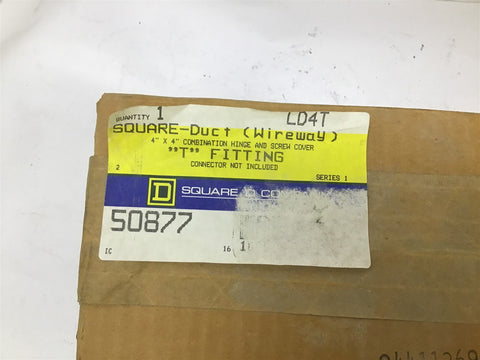 QUANTITY 1 LD4T
SQUARE-Duct (Wireway)
4" X 4" COMBINATION HINGE AND SCREW COVER
"T" FITTING
CONNECTOR NOT INCLUDED
2 SERIES 1
D SQUARE D CO
50877
IC 16 1